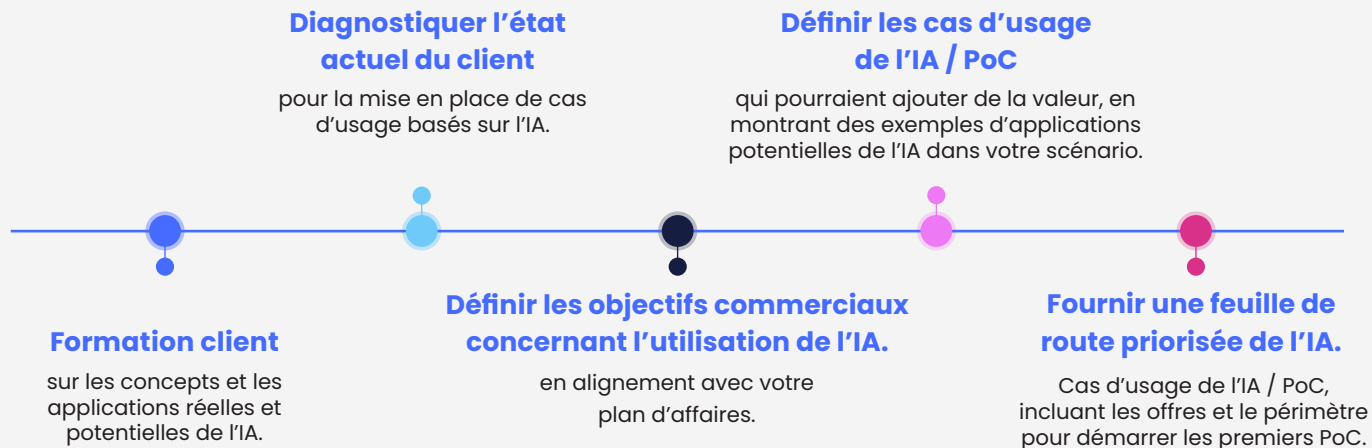 Diagnostiquer l’état
actuel du client
pour la mise en place de cas
d’usage basés sur l’IA.
Définir les cas d’usage
de l’IA / PoC
qui pourraient ajouter de la valeur, en
montrant des exemples d’applications
potentielles de l’IA dans votre scénario.
Formation client
sur les concepts et les
applications réelles et
potentielles de l’IA.
Définir les objectifs commerciaux
concernant l’utilisation de l’IA.
en alignement avec votre
plan d’affaires.
Fournir une feuille de
route priorisée de l’IA.
Cas d’usage de l’IA / PoC,
incluant les offres et le périmètre
pour démarrer les premiers PoC.